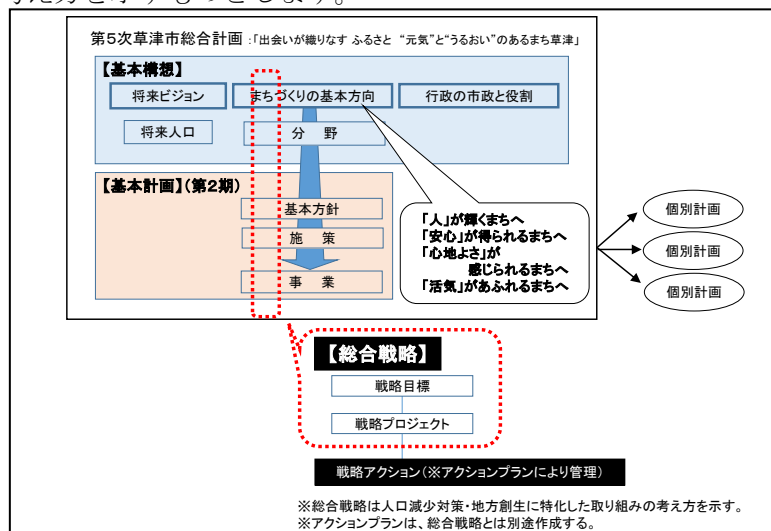 第5次草津市総合計画：「出会いが織りなす ふるさと “元気”と“うるおい”のあるまち草津」
【基本構想】
将来ビジョン
まちづくりの基本方向
行政の市政と役割
将来人口
分　野
【基本計画】(第2期)
基本方針
施　策
事　業
「人」が輝くまちへ
「安心」が得られるまちへ
「心地よさ」が
感じられるまちへ
「活気」があふれるまちへ
個別計画
個別計画
個別計画
【総合戦略】
戦略目標
戦略プロジェクト
戦略アクション(※アクションプランにより管理)
※総合戦略は人口減少対策・地方創生に特化した取り組みの考え方を示す。
※アクションプランは、総合戦略とは別途作成する。